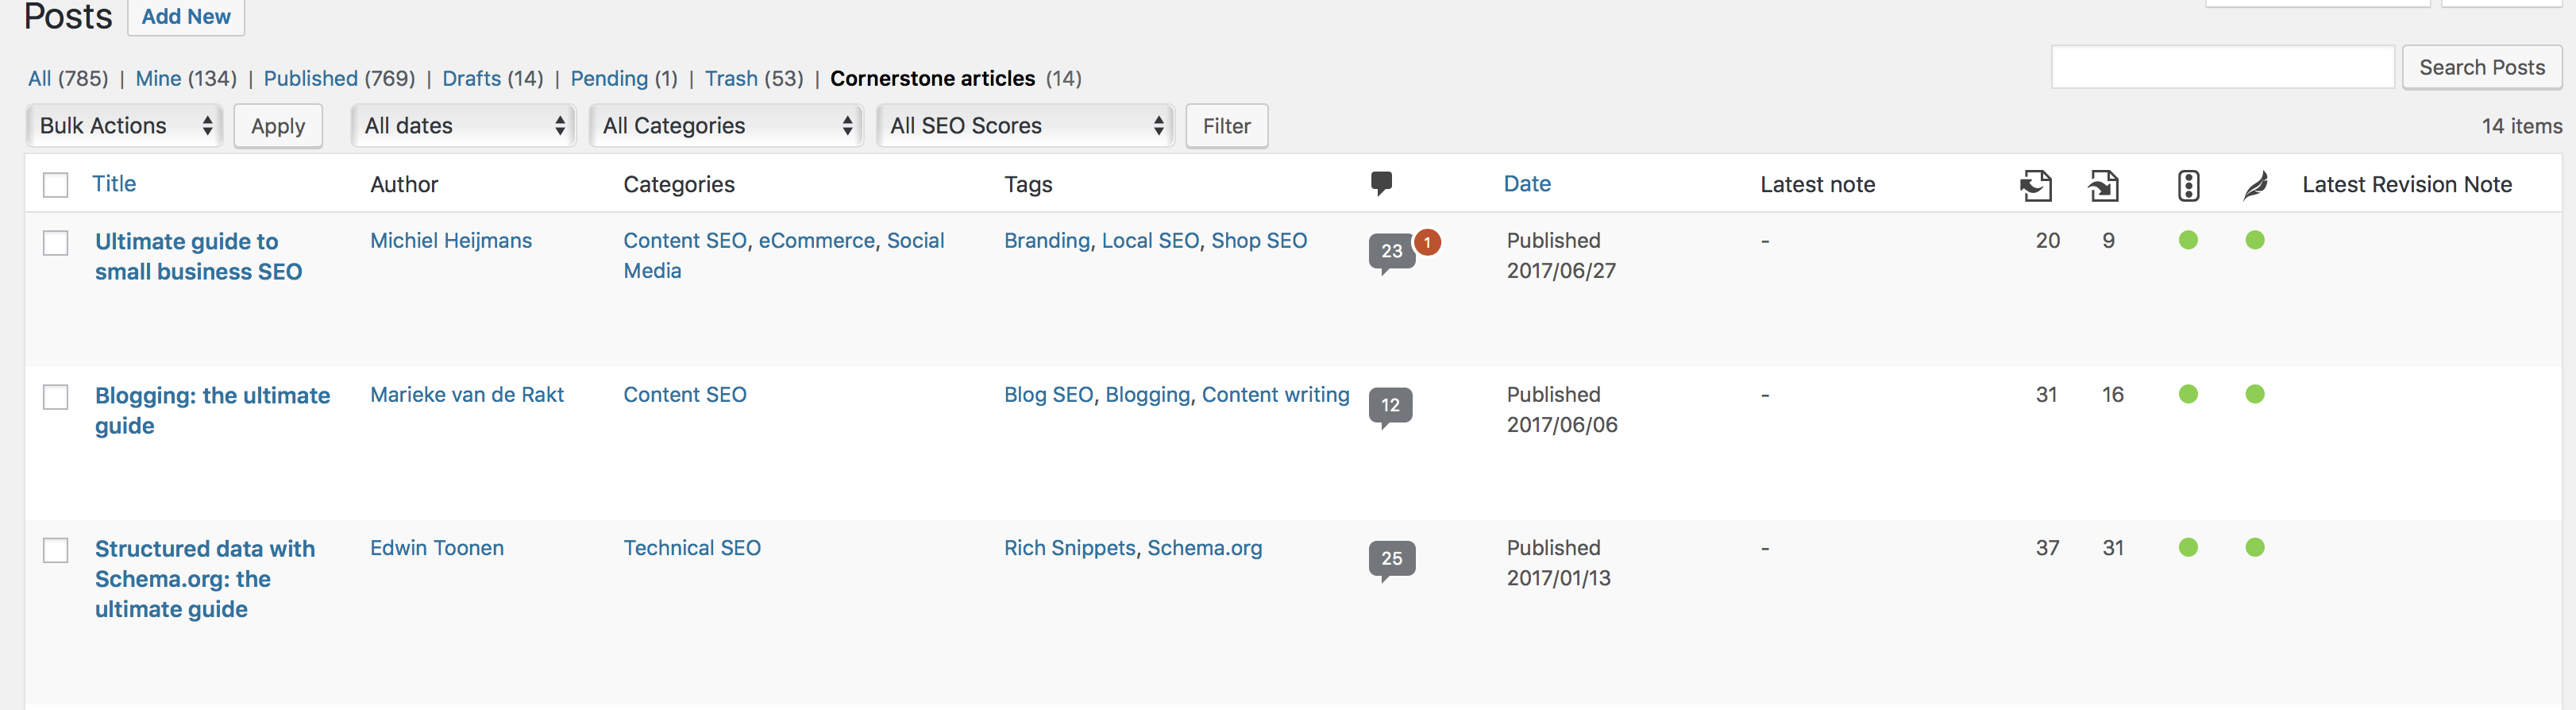 Posts Add New
All (785) | Mine (134) | Published (769) | Drafts (14) | Pending (1) | Trash (53) | Cornerstone articles (14)
Search Posts
Bulk Actions Apply All dates All Categories All SEO Scores Filter 14 items
Title Author Categories Tags Date Latest note Latest Revision Note
Ultimate guide to Michiel Heijmans Content SEO, eCommerce, Social Branding, Local SEO, Shop SEO 23 1 Published - 20 9
small business SEO Media 2017/06/27
Blogging: the ultimate Marieke van de Rakt Content SEO Blog SEO, Blogging, Content writing 12 Published - 31 16
guide 2017/06/06
Structured data with Edwin Toonen Technical SEO Rich Snippets, Schema.org 25 Published - 37 31
Schema.org: the 2017/01/13
ultimate guide